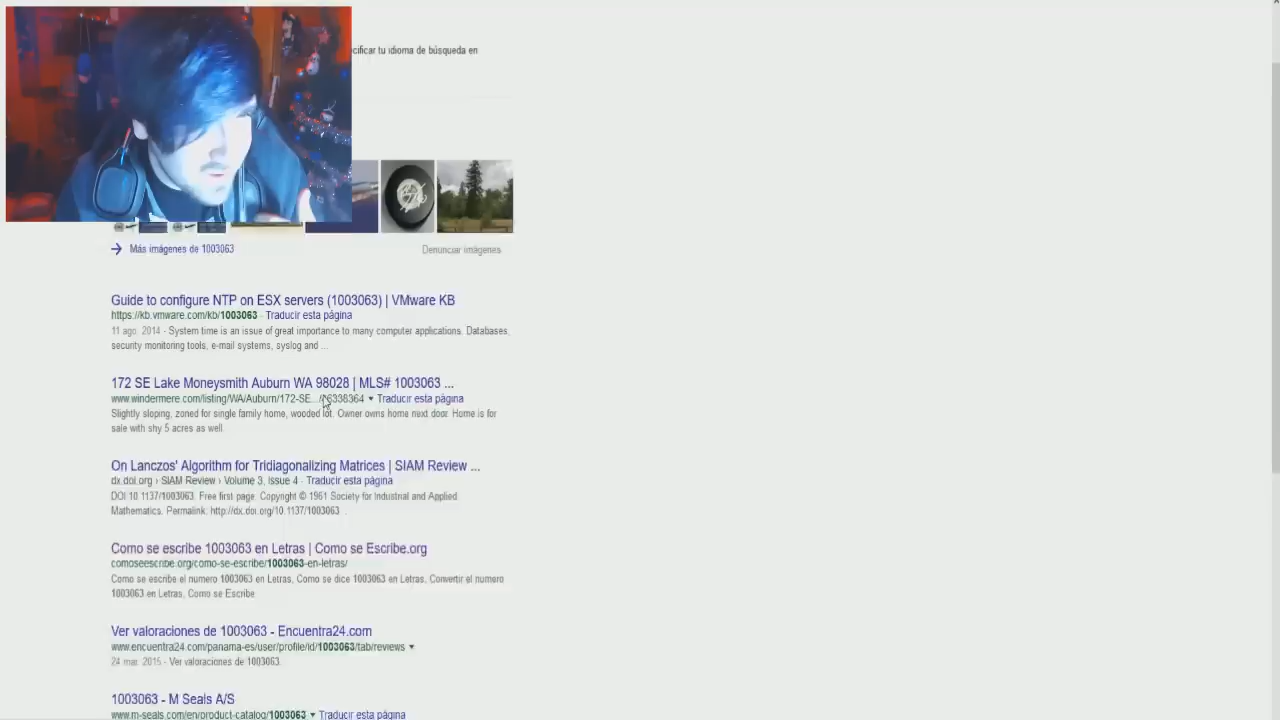 cificar tu idioma de búsqueda en
Más imágenes de 1003063
Denunciar imágenes
Guide to configure NTP on ESX servers (1003063) | VMware KB
https://kb.vmware.com/kb/1003063 - Traducir esta página
11 ago. 2014 - System time is an issue of great importance to many computer applications. Databases,
security monitoring tools, e-mail systems, syslog and ...
172 SE Lake Moneysmith Auburn WA 98028 | MLS# 1003063 ...
www.windermere.com/listing/WA/Auburn/172-SE.../ 6338364 ▾ Traducir esta página
Slightly sloping, zoned for single family home, wooded lot. Owner owns home next door. Home is for
sale with shy 5 acres as well.
On Lanczos' Algorithm for Tridiagonalizing Matrices | SIAM Review ...
dx.doi.org › SIAM Review › Volume 3, Issue 4 - Traducir esta página
DOI 10.1137/1003063. Free first page. Copyright © 1961 Society for Industrial and Applied
Mathematics. Permalink: http://dx.doi.org/10.1137/1003063 .
Como se escribe 1003063 en Letras | Como se Escribe.org
comoseescribe.org/como-se-escribe/1003063-en-letras/
Como se escribe el numero 1003063 en Letras, Como se dice 1003063 en Letras, Convertir el numero
1003063 en Letras, Como se Escribe
Ver valoraciones de 1003063 - Encuentra24.com
www.encuentra24.com/panama-es/user/profile/id/1003063/tab/reviews ▾
24 mar. 2015 - Ver valoraciones de 1003063.
1003063 - M Seals A/S
www.m-seals.com/en/product-catalog/1003063 ▾ Traducir esta página